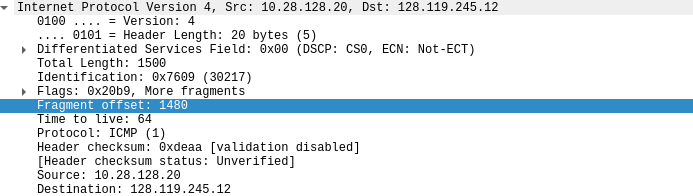 Internet Protocol Version 4, Src: 10.28.128.20, Dst: 128.119.245.12
0100 .... = Version: 4
.... 0101 = Header Length: 20 bytes (5)
Differentiated Services Field: 0x00 (DSCP: CS0, ECN: Not-ECT)
Total Length: 1500
Identification: 0x7609 (30217)
Flags: 0x20b9, More fragments
Fragment offset: 1480
Time to live: 64
Protocol: ICMP (1)
Header checksum: 0xdeaa [validation disabled]
[Header checksum status: Unverified]
Source: 10.28.128.20
Destination: 128.119.245.12